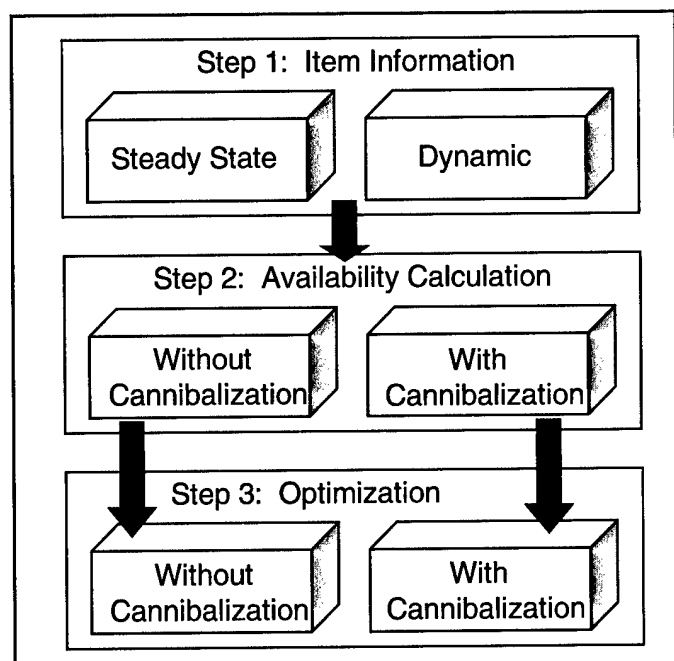 Step 1: Item Information
Steady State
Dynamic
Step 2: Availability Calculation
Without
Cannibalization
With
Cannibalization
Step 3: Optimization
Without
Cannibalization
With
Cannibalization